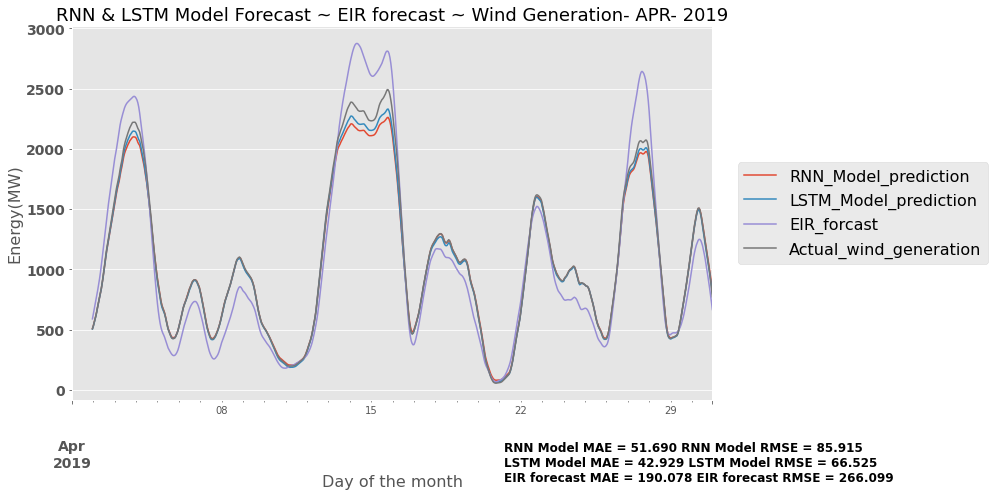 RNN & LSTM Model Forecast ~ EIR forecast ~ Wind Generation- APR- 2019
Energy(MW)
3000
2500
2000
1500
1000
500
0
08
15
22
29
Apr
2019
Day of the month
RNN_Model_prediction
LSTM_Model_prediction
EIR_forcast
Actual_wind_generation
RNN Model MAE = 51.690 RNN Model RMSE = 85.915
LSTM Model MAE = 42.929 LSTM Model RMSE = 66.525
EIR forecast MAE = 190.078 EIR forecast RMSE = 266.099